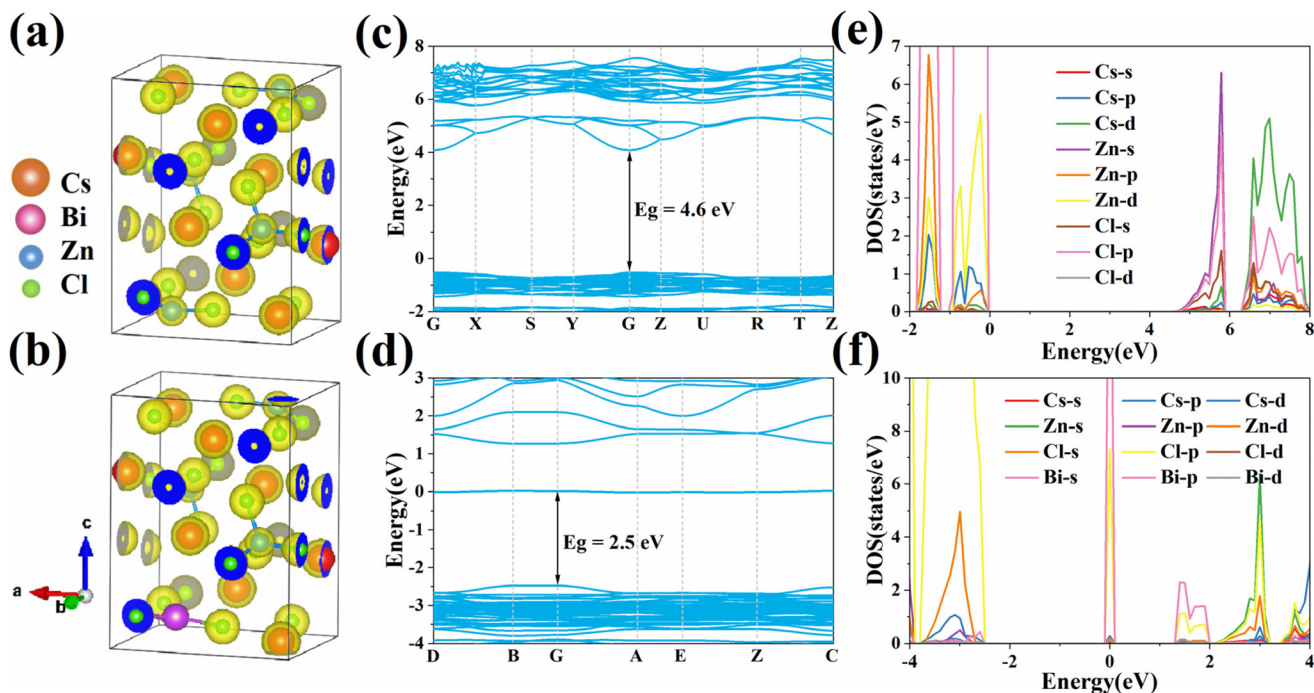 (a)
Cs
Bi
Zn
Cl
(b)
c
a
b
(c)
Energy(eV)
8
6
4
2
0
-2
Eg = 4.6 eV
G X S Y G Z U R T Z
(d)
Energy(eV)
3
2
1
0
-1
-2
-3
-4
Eg = 2.5 eV
D B G A E Z C
(e)
DOS(states/eV)
7
6
5
4
3
2
1
0
Cs-s
Cs-p
Cs-d
Zn-s
Zn-p
Zn-d
Cl-s
Cl-p
Cl-d
-2 0 2 4 6 8
Energy(eV)
(f)
DOS(states/eV)
10
8
6
4
2
0
Cs-s Cs-p Cs-d
Zn-s Zn-p Zn-d
Cl-s Cl-p Cl-d
Bi-s Bi-p Bi-d
-4 -2 0 2 4
Energy(eV)